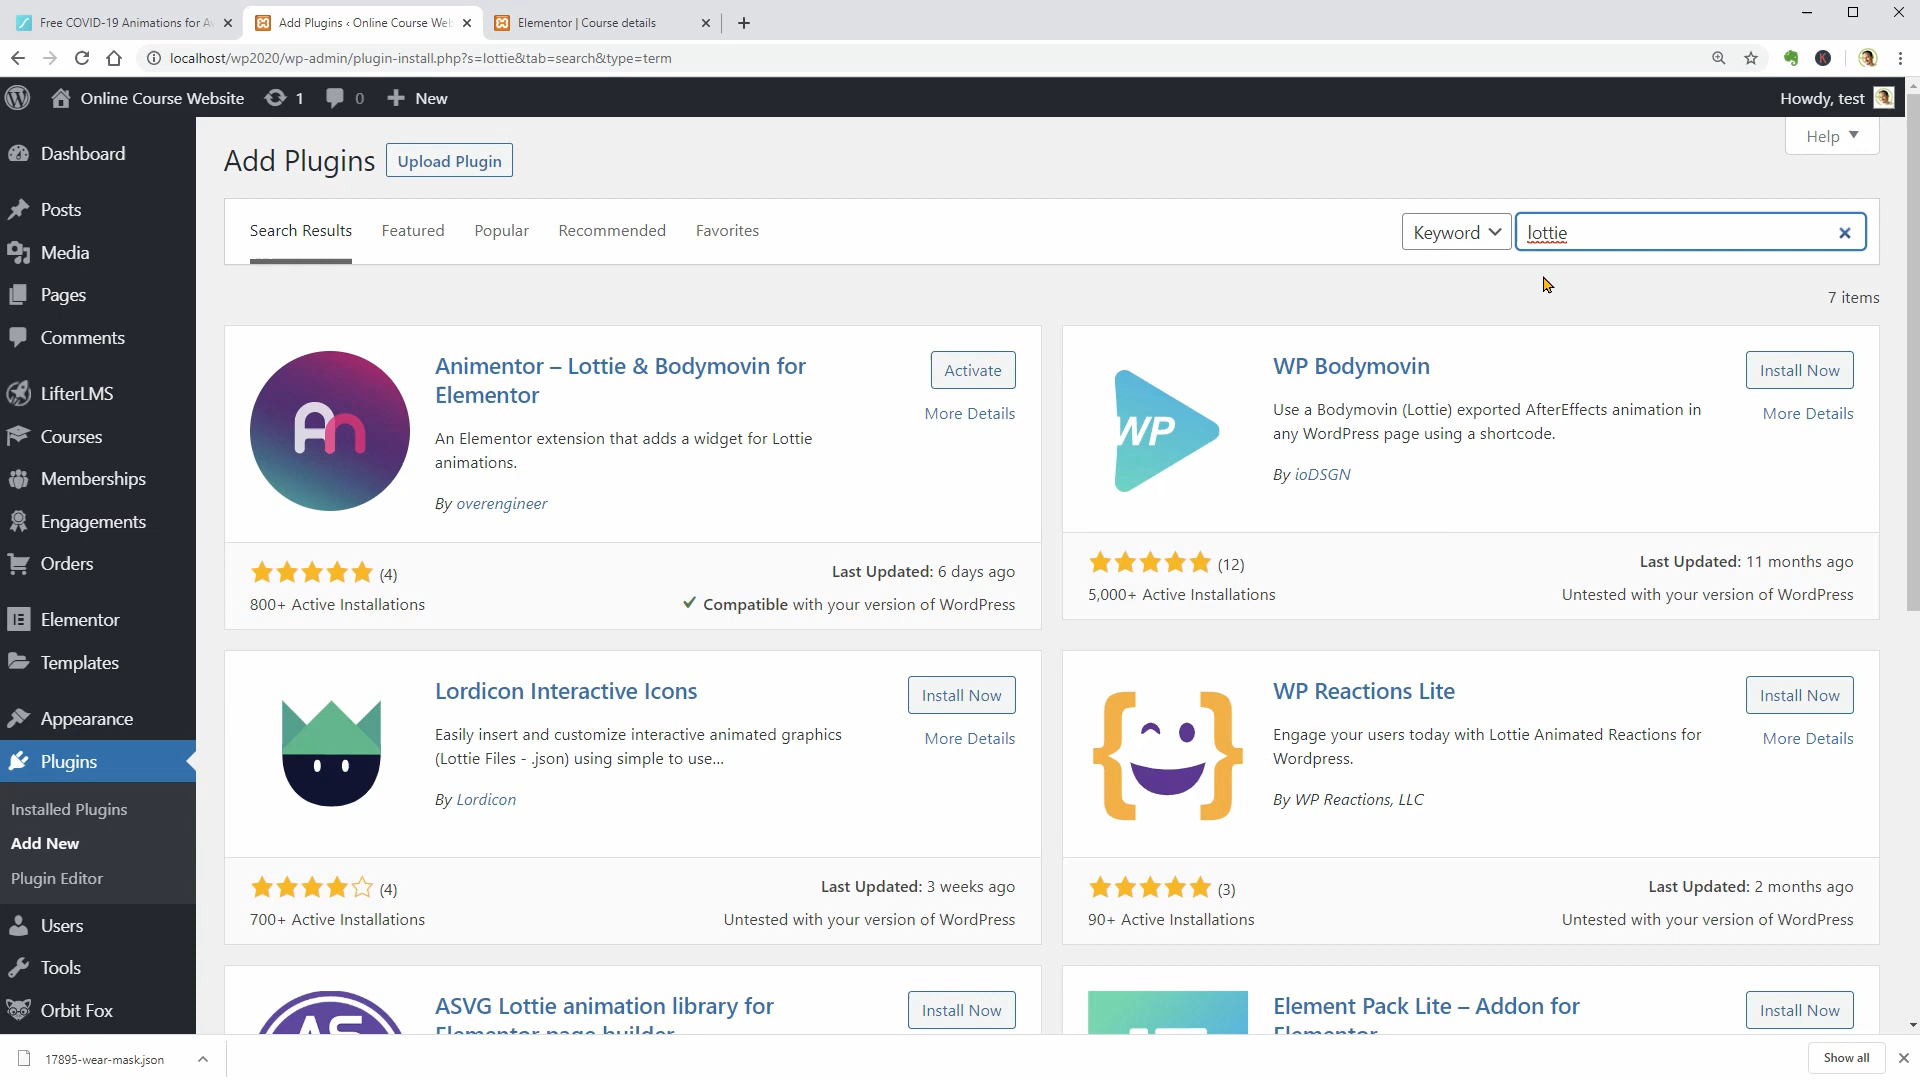 Free COVID-19 Animations for A
Add Plugins ‹ Online Course Web
Elementor | Course details
localhost/wp2020/wp-admin/plugin-install.php?s=lottie&tab=search&type=term
K
Online Course Website
1
0
New
Howdy, test
Dashboard
Posts
Media
Pages
Comments
LifterLMS
Courses
Memberships
Engagements
Orders
Elementor
Templates
Appearance
Plugins
Installed Plugins
Add New
Plugin Editor
Users
Tools
Orbit Fox
Help
Add Plugins
Upload Plugin
Search Results
Featured
Popular
Recommended
Favorites
Keyword
lottie
7 items
An
Animentor – Lottie & Bodymovin for
Elementor
Activate
More Details
An Elementor extension that adds a widget for Lottie
animations.
By overengineer
(4)
Last Updated: 6 days ago
800+ Active Installations
Compatible with your version of WordPress
WP
WP Bodymovin
Install Now
More Details
Use a Bodymovin (Lottie) exported AfterEffects animation in
any WordPress page using a shortcode.
By ioDSGN
(12)
Last Updated: 11 months ago
5,000+ Active Installations
Untested with your version of WordPress
Lordicon Interactive Icons
Install Now
More Details
Easily insert and customize interactive animated graphics
(Lottie Files - .json) using simple to use...
By Lordicon
(4)
Last Updated: 3 weeks ago
700+ Active Installations
Untested with your version of WordPress
WP Reactions Lite
Install Now
More Details
Engage your users today with Lottie Animated Reactions for
Wordpress.
By WP Reactions, LLC
(3)
Last Updated: 2 months ago
90+ Active Installations
Untested with your version of WordPress
AS
ASVG Lottie animation library for
Elementor page builder
Install Now
Element Pack Lite – Addon for
Elementor
Install Now
17895-wear-mask.json
Show all